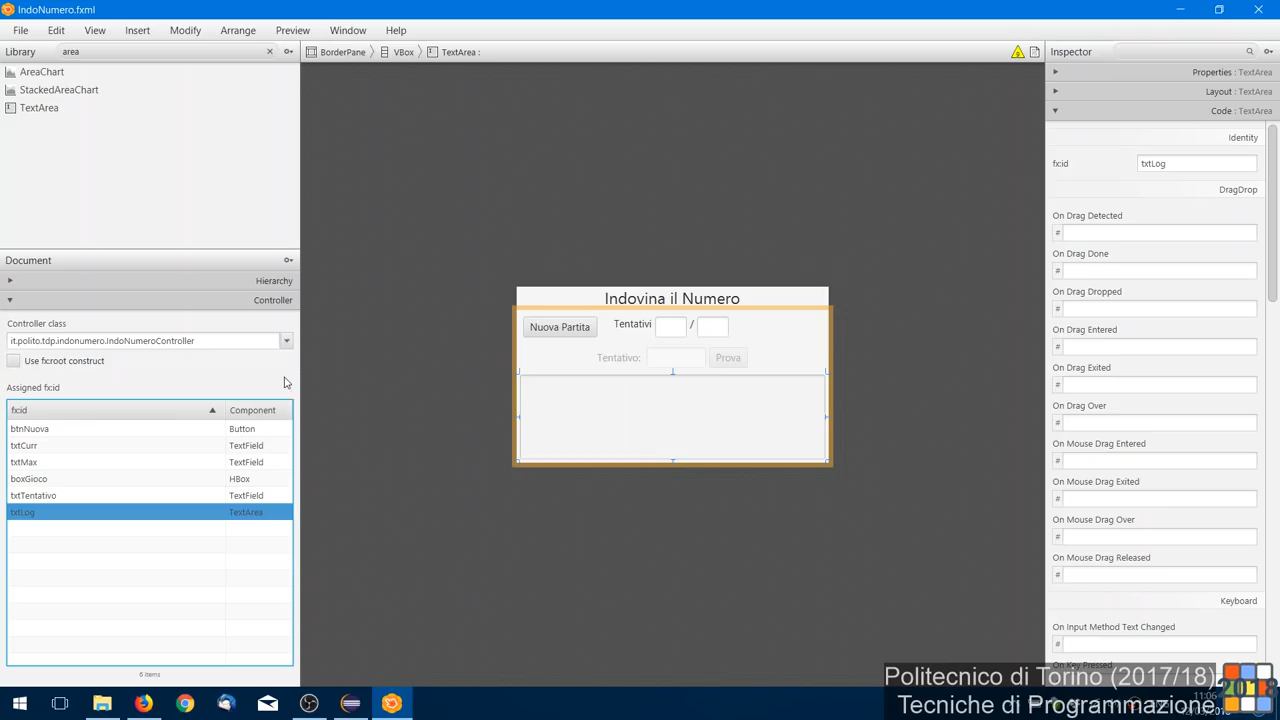 IndoNumero.fxml
File Edit View Insert Modify Arrange Preview Window Help
Library area
BorderPane VBox TextArea :
Inspector
AreaChart
StackedAreaChart
TextArea
Properties : TextArea
Layout : TextArea
Code : TextArea
Identity
fx:id txtLog
DragDrop
On Drag Detected
#
On Drag Done
#
On Drag Dropped
#
On Drag Entered
#
On Drag Exited
#
On Drag Over
#
On Mouse Drag Entered
#
On Mouse Drag Exited
#
On Mouse Drag Over
#
On Mouse Drag Released
#
Keyboard
On Input Method Text Changed
#
On Key Pressed
Document
Hierarchy
Controller
Controller class
it.polito.tdp.indonumero.IndoNumeroController
Use fx:root construct
Assigned fx:id
fx:id Component
btnNuova Button
txtCurr TextField
txtMax TextField
boxGioco HBox
txtTentativo TextField
txtLog TextArea
6 items
Indovina il Numero
Nuova Partita Tentativi /
Tentativo: Prova
Politecnico di Torino (2017/18)
Tecniche di Programmazione
2018
11:06